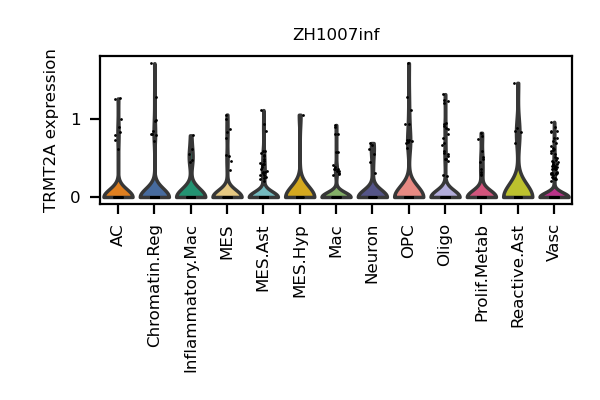 ZH1007inf
TRMT2A expression
1
0
AC
Chromatin.Reg
Inflammatory.Mac
MES
MES.Ast
MES.Hyp
Mac
Neuron
OPC
Oligo
Prolif.Metab
Reactive.Ast
Vasc